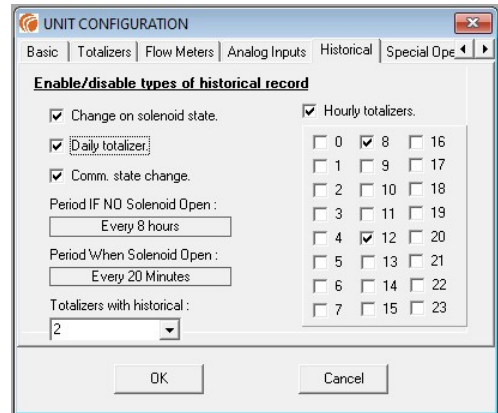 UNIT CONFIGURATION
Basic Totalizers Flow Meters Analog Inputs Historical Special Ope
Enable/disable types of historical record
Change on solenoid state.
Daily totalizer.
Comm. state change.
Period IF NO Solenoid Open :
Every 8 hours
Period When Solenoid Open :
Every 20 Minutes
Totalizers with historical :
2
Hourly totalizers.
0 8 16
1 9 17
2 10 18
3 11 19
4 12 20
5 13 21
6 14 22
7 15 23
OK Cancel